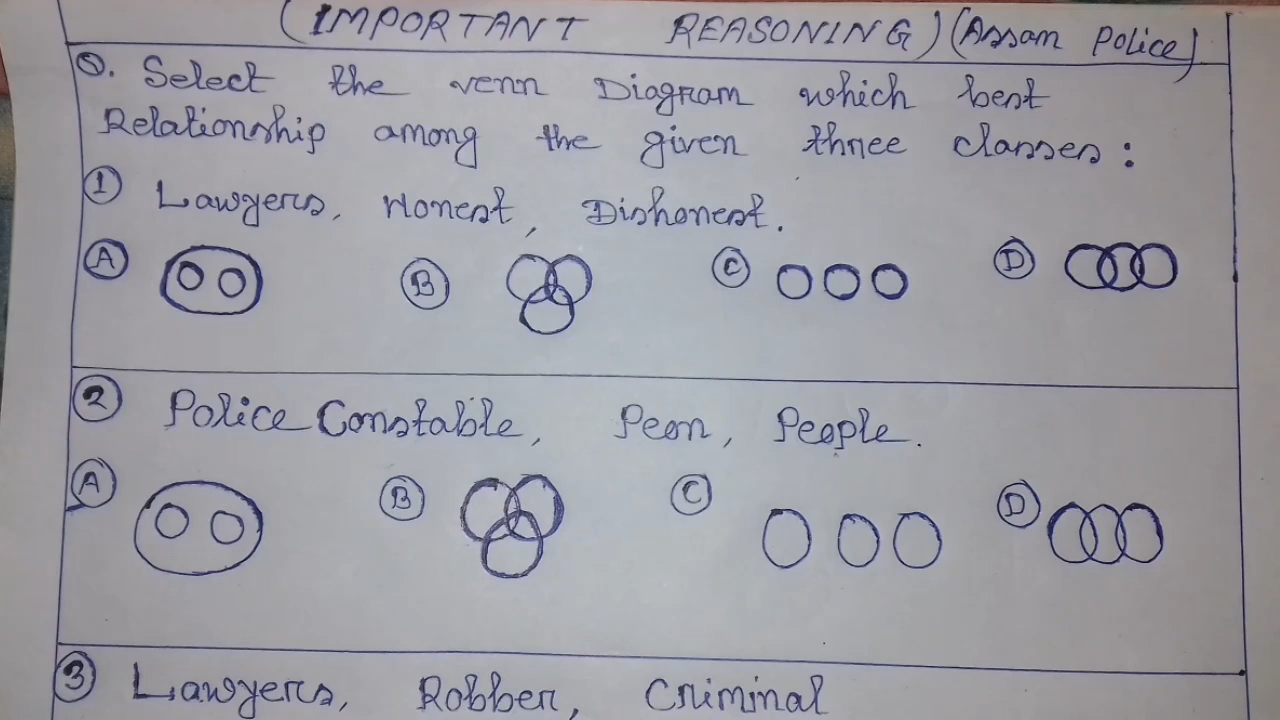 (IMPORTANT REASONING) (Assam Police)
Q. Select the venn Diagram which best
Relationship among the given three classes :
① Lawyers, Honest, Dishonest.
Ⓐ Ⓑ Ⓒ Ⓓ
② Police Constable, Peon, People.
Ⓐ Ⓑ Ⓒ Ⓓ
③ Lawyers, Robber, Criminal